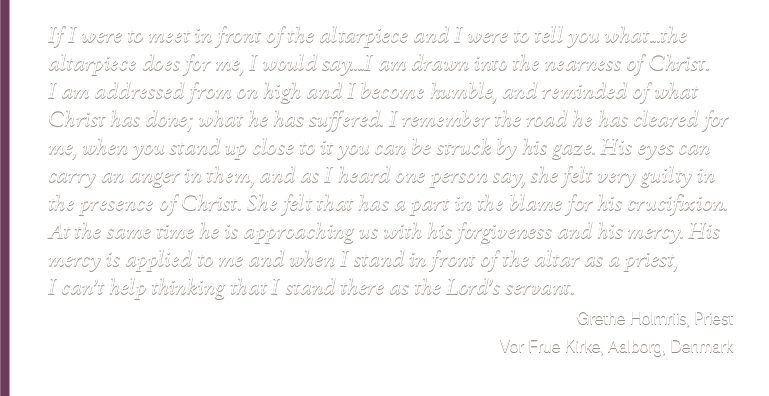 If I were to meet in front of the altarpiece and I were to tell you what...the
altarpiece does for me, I would say...I am drawn into the nearness of Christ.
I am addressed from on high and I become humble, and reminded of what
Christ has done; what he has suffered. I remember the road he has cleared for
me, when you stand up close to it you can be struck by his gaze. His eyes can
carry an anger in them, and as I heard one person say, she felt very guilty in
the presence of Christ. She felt that has a part in the blame for his crucifixion.
At the same time he is approaching us with his forgiveness and his mercy. His
mercy is applied to me and when I stand in front of the altar as a priest,
I can't help thinking that I stand there as the Lord's servant.
Grethe Holmriis, Priest
Vor Frue Kirke, Aalborg, Denmark